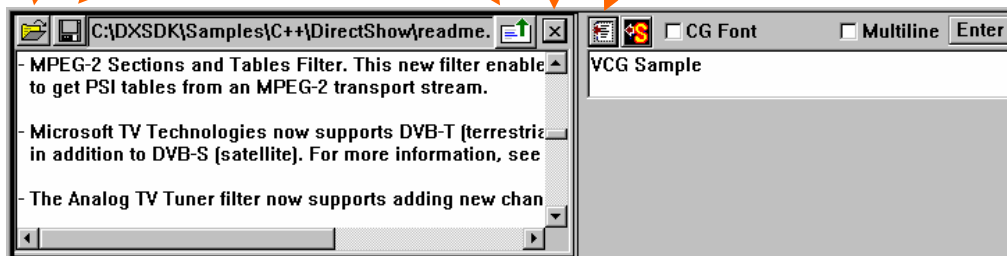 C:\DXSDK\Samples\C++\DirectShow\readme.
- MPEG-2 Sections and Tables Filter. This new filter enable
to get PSI tables from an MPEG-2 transport stream.
- Microsoft TV Technologies now supports DVB-T (terrestria
in addition to DVB-S (satellite). For more information, see
- The Analog TV Tuner filter now supports adding new chan
CG Font
Multiline
Enter
VCG Sample